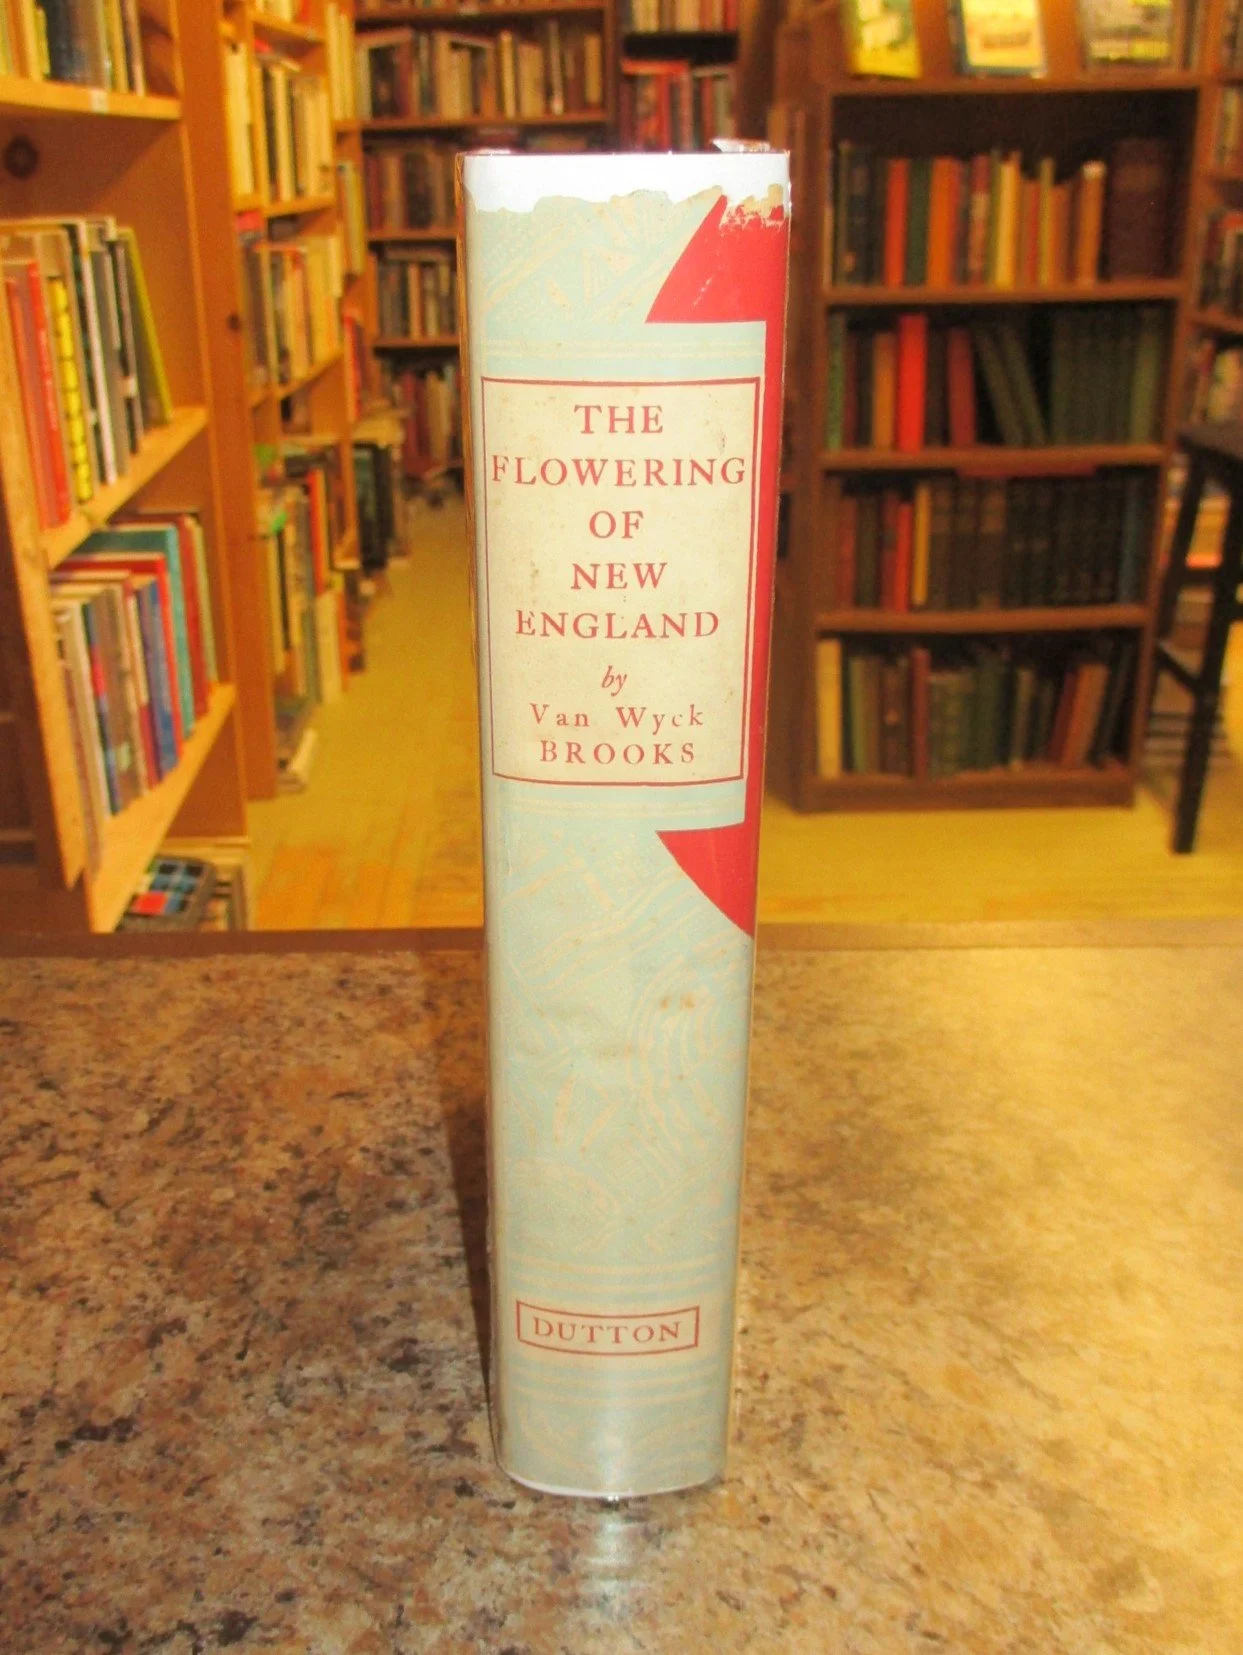 THE
FLOWERING
OF
NEW
ENGLAND
by
Van Wyck
BROOKS
DUTTON